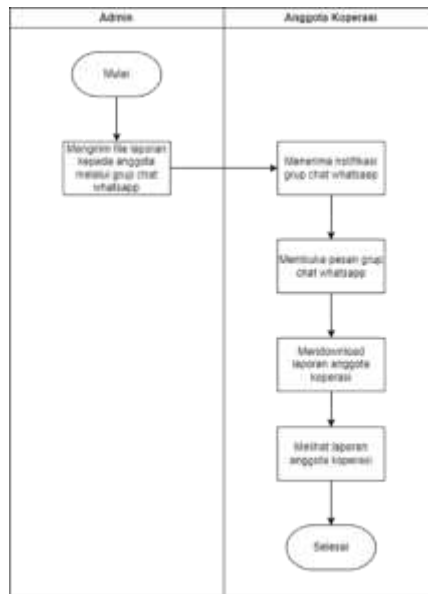 Admin
Anggota Koperasi
Mulai
Mengirim file laporan
kepada anggota
melalui grup chat
whatsapp
Menerima notifikasi
grup chat whatsapp
Membuka pesan grup
chat whatsapp
Mendownload
laporan anggota
koperasi
Melihat laporan
anggota koperasi
Selesai